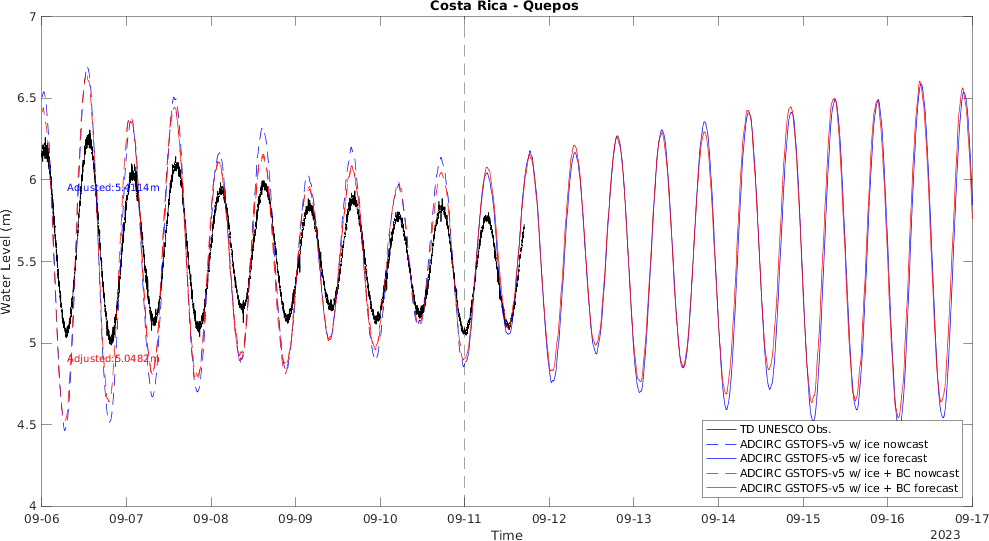 Costa Rica - Quepos
7
6.5
6
5.5
5
4.5
4
Water Level (m)
Adjusted:5.4114m
Adjusted:5.0482m
TD UNESCO Obs.
ADCIRC GSTOFS-v5 w/ ice nowcast
ADCIRC GSTOFS-v5 w/ ice forecast
ADCIRC GSTOFS-v5 w/ ice + BC nowcast
ADCIRC GSTOFS-v5 w/ ice + BC forecast
09-06 09-07 09-08 09-09 09-10 09-11 09-12 09-13 09-14 09-15 09-16 09-17
Time
2023